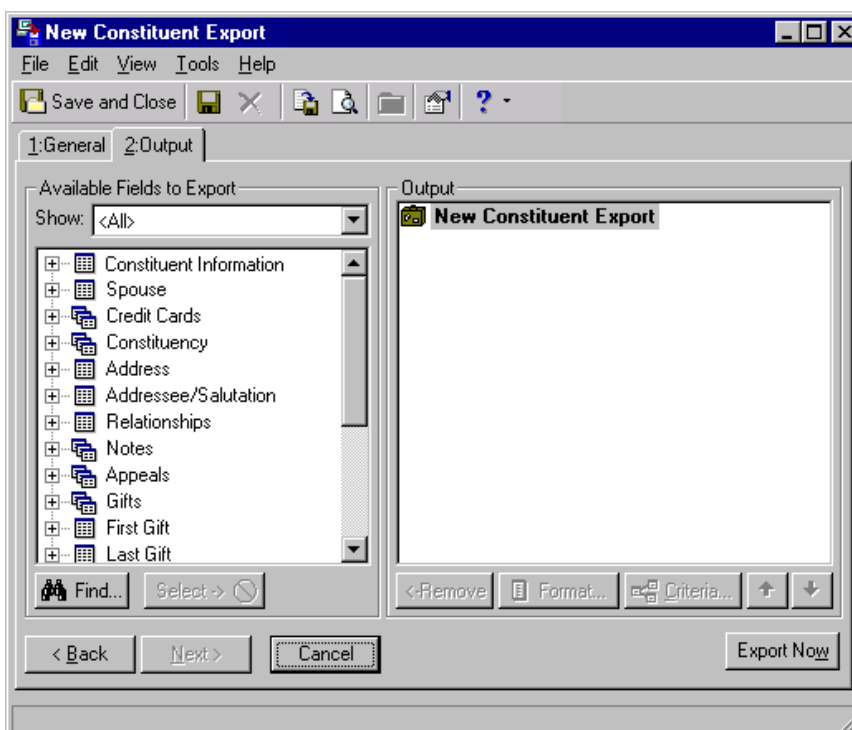 New Constituent Export
File Edit View Tools Help
Save and Close ?
1:General 2:Output
Available Fields to Export
Show: <All>
Constituent Information
Spouse
Credit Cards
Constituency
Address
Addressee/Salutation
Relationships
Notes
Appeals
Gifts
First Gift
Last Gift
Find... Select ->
Output
New Constituent Export
<-Remove Format... Criteria...
< Back Next > Cancel Export Now